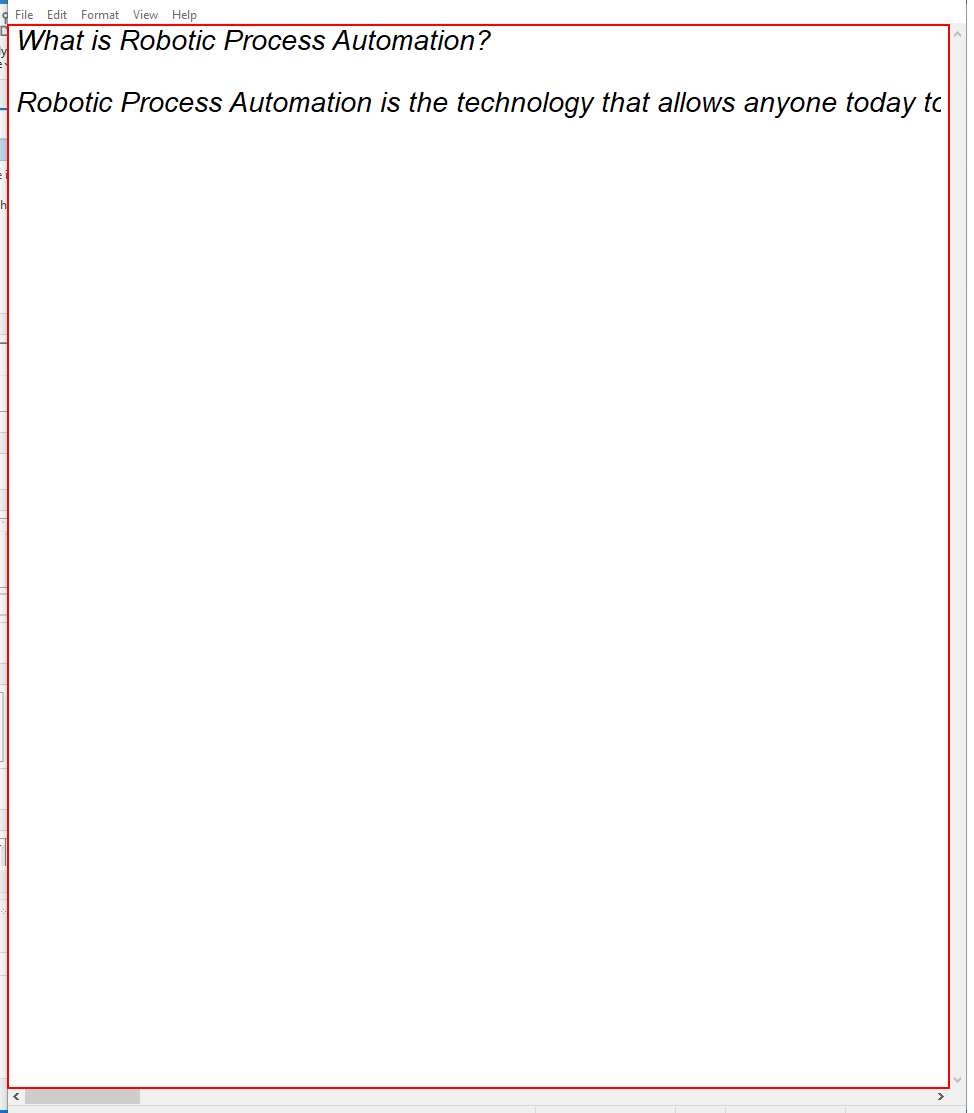 File Edit Format View Help
What is Robotic Process Automation?
Robotic Process Automation is the technology that allows anyone today to